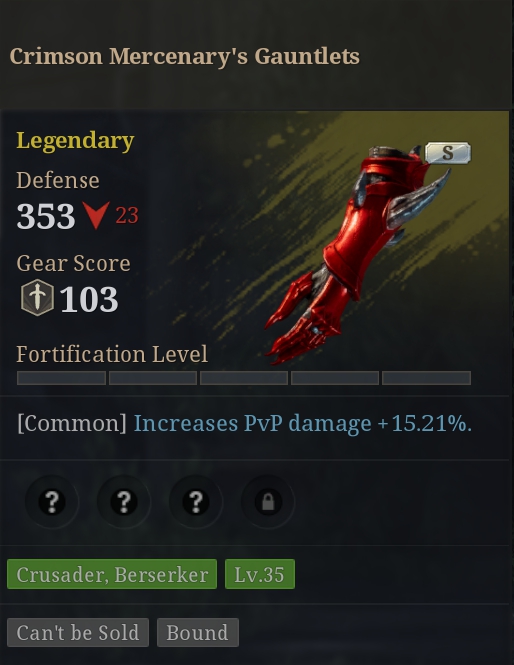 Crimson Mercenary's Gauntlets
Legendary
S
Defense
353 23
Gear Score
103
Fortification Level
[Common] Increases PvP damage +15.21%.
? ? ?
Crusader, Berserker Lv.35
Can't be Sold Bound